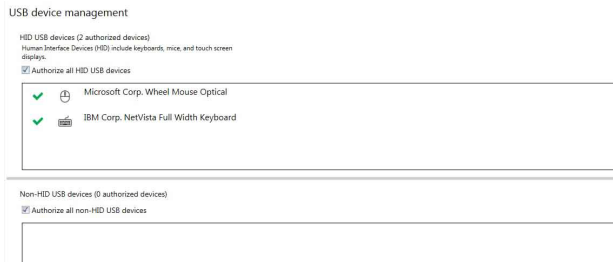 USB device management
HID USB devices (2 authorized devices)
Human Interface Devices (HID) include keyboards, mice, and touch screen
displays.
Authorize all HID USB devices
Microsoft Corp. Wheel Mouse Optical
IBM Corp. NetVista Full Width Keyboard
Non-HID USB devices (0 authorized devices)
Authorize all non-HID USB devices